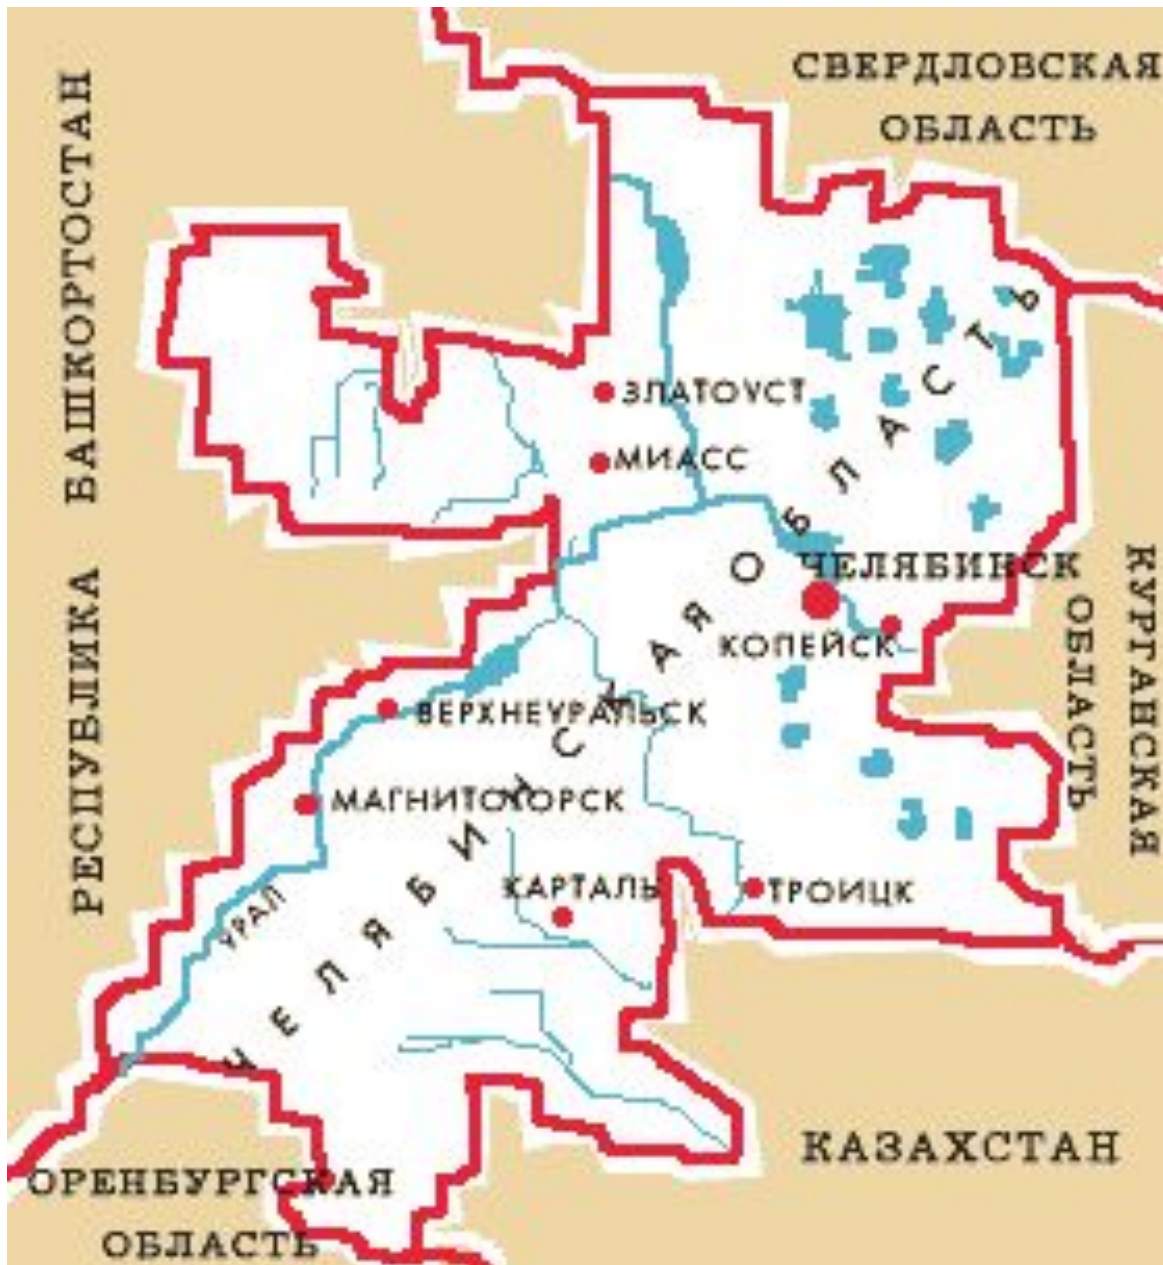 СВЕРДЛОВСКАЯ
ОБЛАСТЬ
РЕСПУБЛИКА БАШКОРТОСТАН
ЗЛАТОУСТ
МИАСС
ЧЕЛЯБИНСКАЯ ОБЛАСТЬ
ЧЕЛЯБИНСК
КОПЕЙСК
КУРГАНСКАЯ
ОБЛАСТЬ
ВЕРХНЕУРАЛЬСК
МАГНИТОГОРСК
КАРТАЛЬ
ТРОИЦК
УРАЛ
КАЗАХСТАН
ОРЕНБУРГСКАЯ
ОБЛАСТЬ